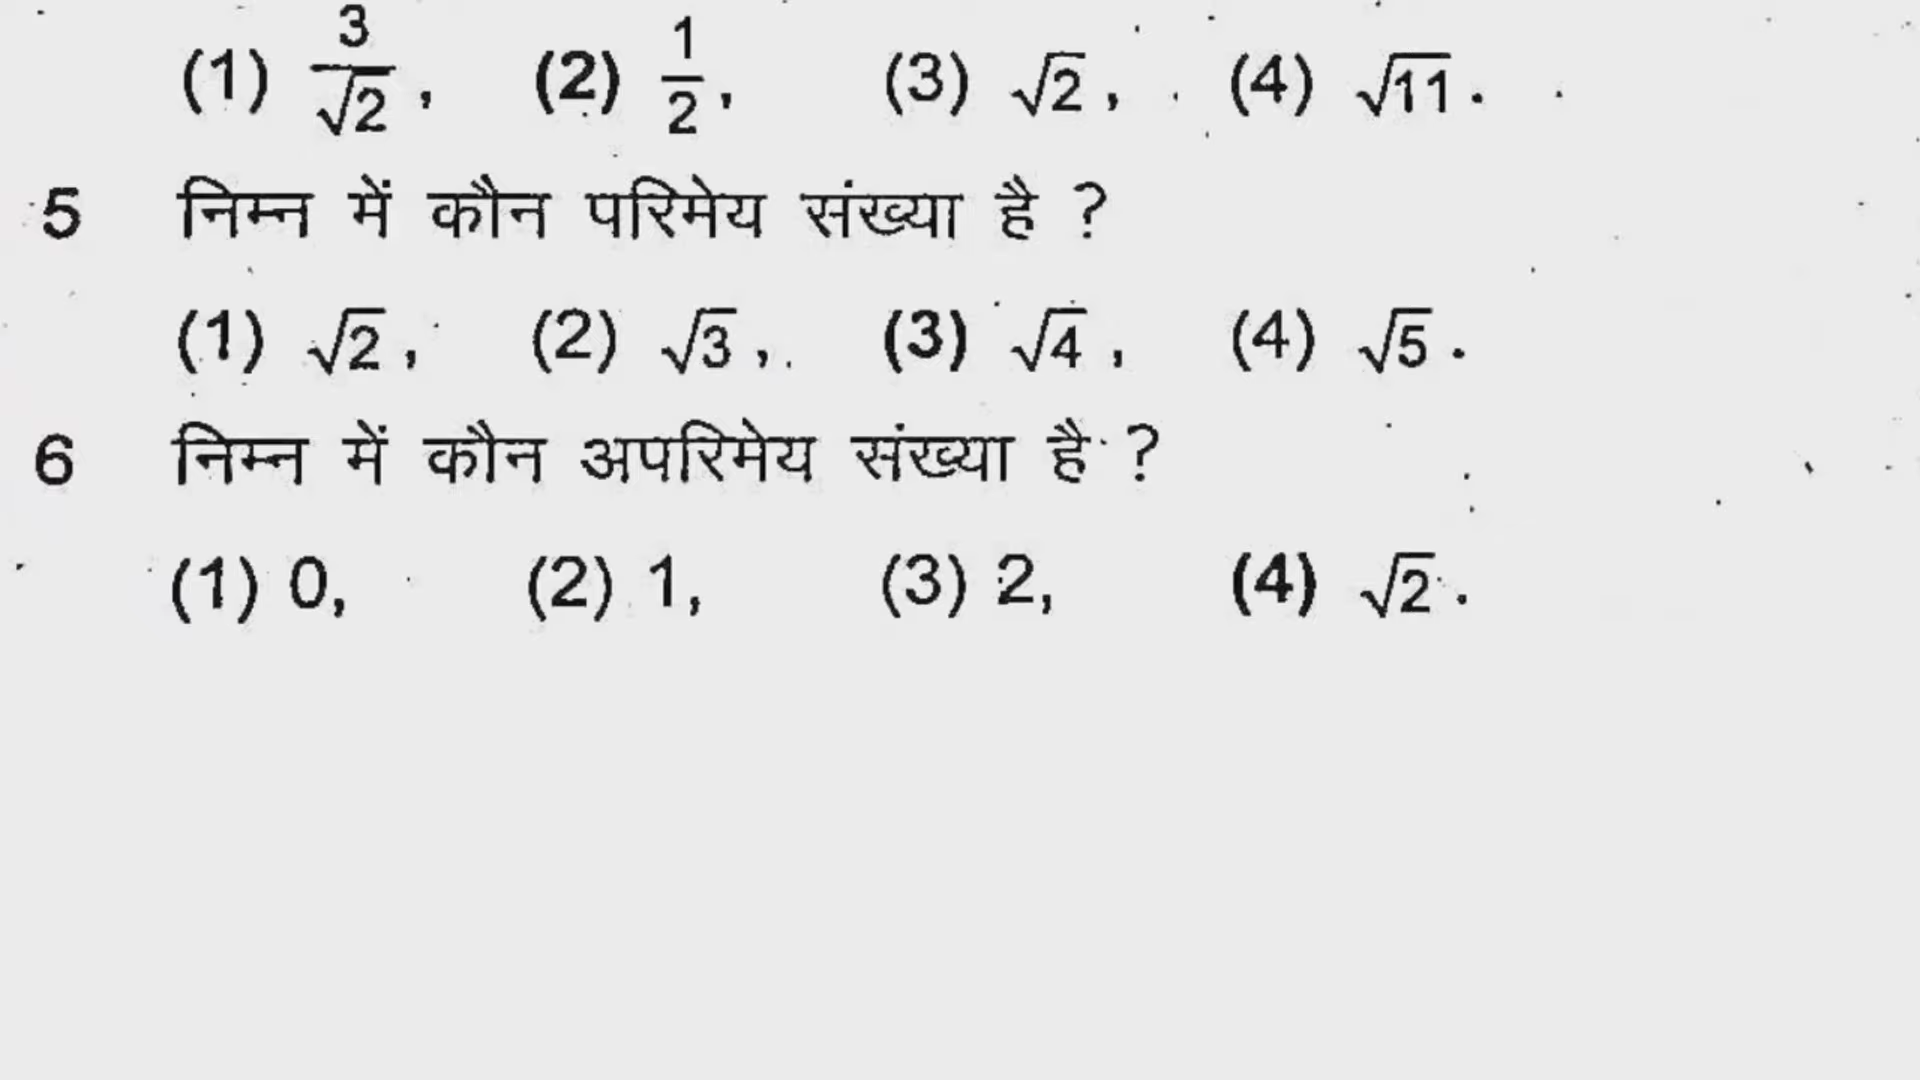 (1) 3/√2, (2) 1/2, (3) √2, (4) √11.
5 निम्न में कौन परिमेय संख्या है ?
(1) √2, (2) √3, (3) √4, (4) √5.
6 निम्न में कौन अपरिमेय संख्या है ?
(1) 0, (2) 1, (3) 2, (4) √2.